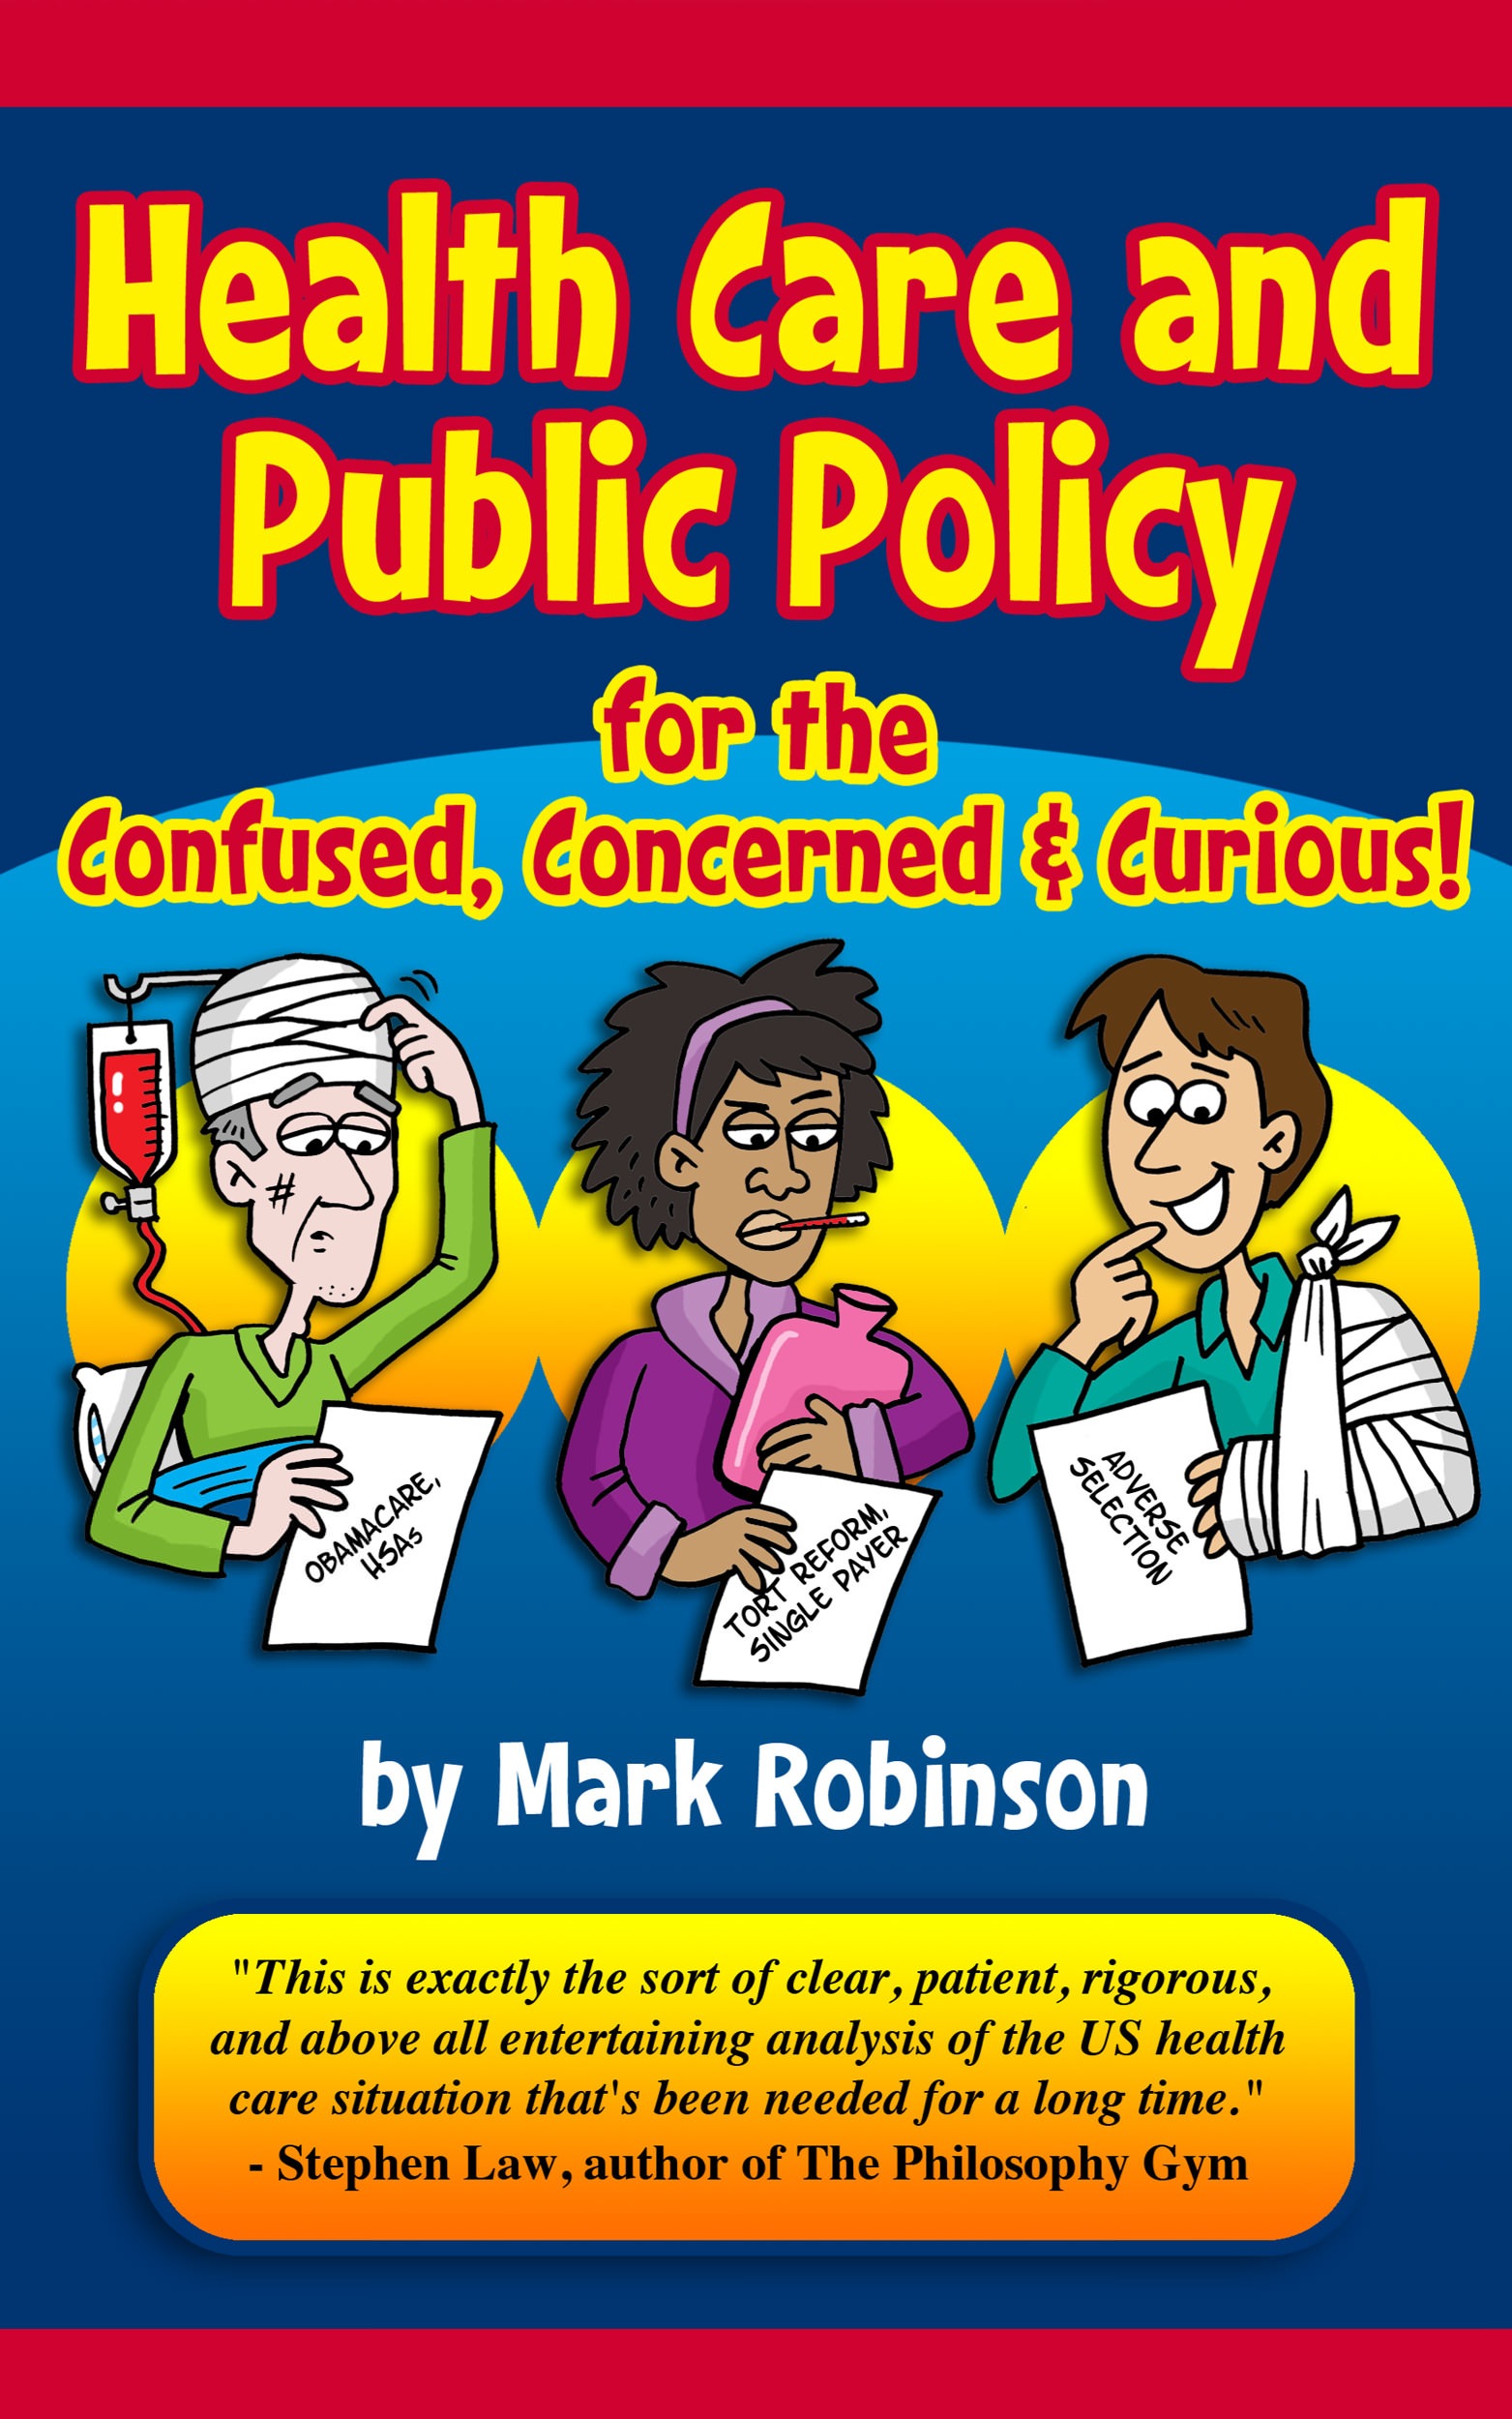 Health Care and
Public Policy
for the
Confused, Concerned & Curious!
OBAMACARE,
HSAs
TORT REFORM,
SINGLE PAYER
ADVERSE
SELECTION
by Mark Robinson
"This is exactly the sort of clear, patient, rigorous,
and above all entertaining analysis of the US health
care situation that's been needed for a long time."
- Stephen Law, author of The Philosophy Gym